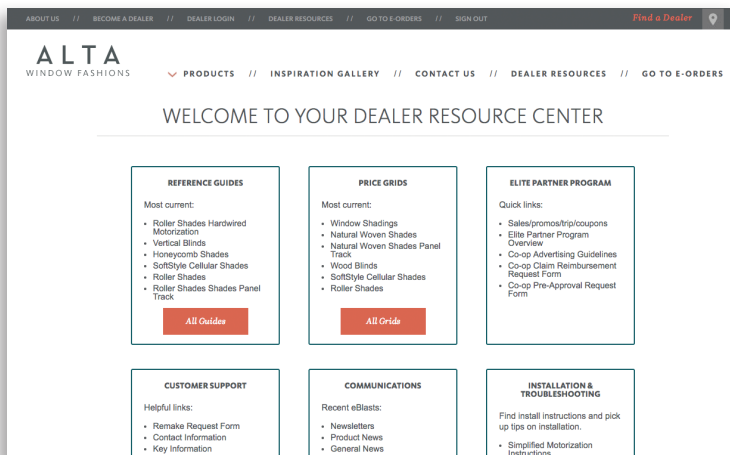 ABOUT US // BECOME A DEALER // DEALER LOGIN // DEALER RESOURCES // GO TO E-ORDERS // SIGN OUT Find a Dealer
ALTA
WINDOW FASHIONS
PRODUCTS // INSPIRATION GALLERY // CONTACT US // DEALER RESOURCES // GO TO E-ORDERS
WELCOME TO YOUR DEALER RESOURCE CENTER
REFERENCE GUIDES
Most current:
• Roller Shades Hardwired
Motorization
• Vertical Blinds
• Honeycomb Shades
• SoftStyle Cellular Shades
• Roller Shades
• Roller Shades Shades Panel
Track
All Guides
PRICE GRIDS
Most current:
• Window Shadings
• Natural Woven Shades
• Natural Woven Shades Panel
Track
• Wood Blinds
• SoftStyle Cellular Shades
• Roller Shades
All Grids
ELITE PARTNER PROGRAM
Quick links:
• Sales/promos/trip/coupons
• Elite Partner Program
Overview
• Co-op Advertising Guidelines
• Co-op Claim Reimbursement
Request Form
• Co-op Pre-Approval Request
Form
CUSTOMER SUPPORT
Helpful links:
• Remake Request Form
• Contact Information
• Key Information
COMMUNICATIONS
Recent eBlasts:
• Newsletters
• Product News
• General News
INSTALLATION &
TROUBLESHOOTING
Find install instructions and pick
up tips on installation.
• Simplified Motorization
Instructions